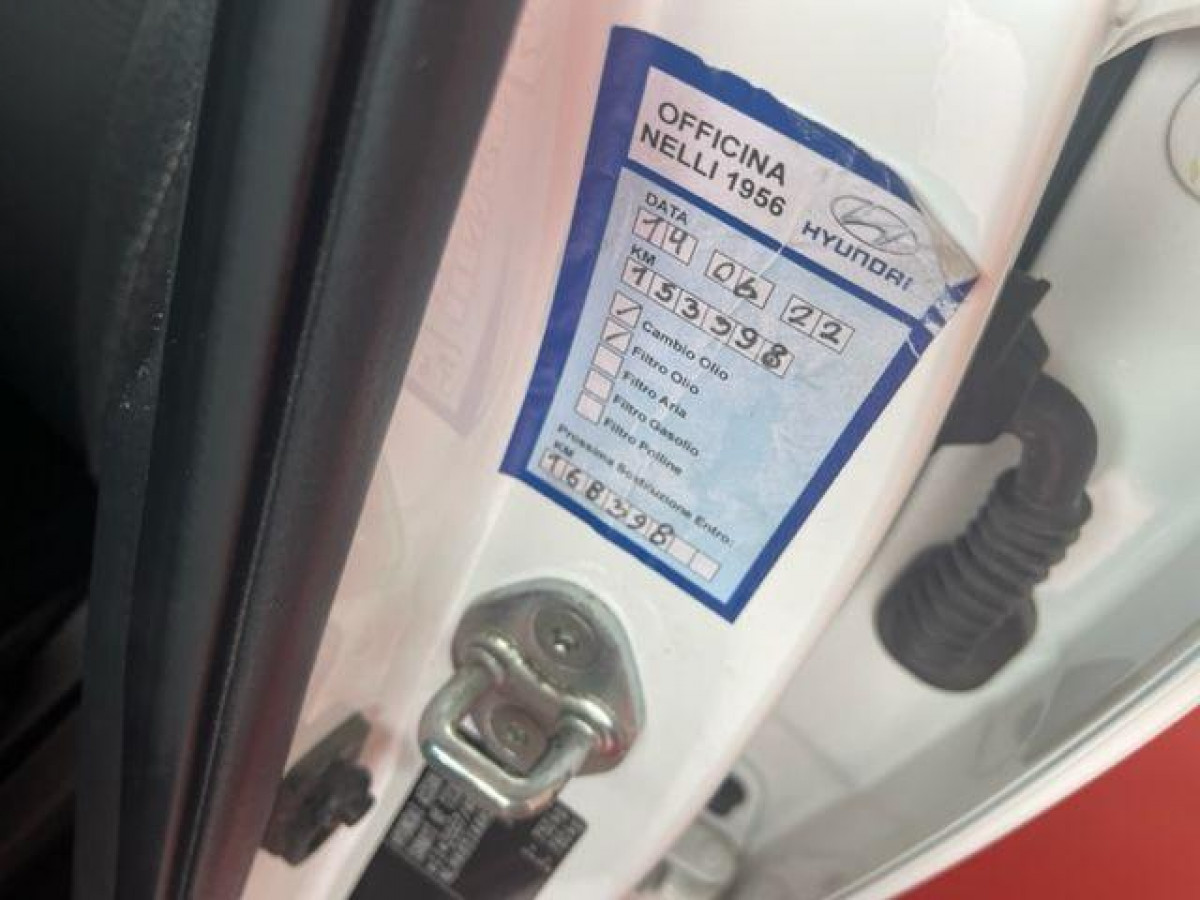 OFFICINA
NELLI 1956
HYUNDAI
DATA
14 06 22
KM
153398
Cambio Olio
Filtro Olio
Filtro Aria
Filtro Gasolio
Filtro Polline
Prossima Sostituzione Entro:
KM
168398